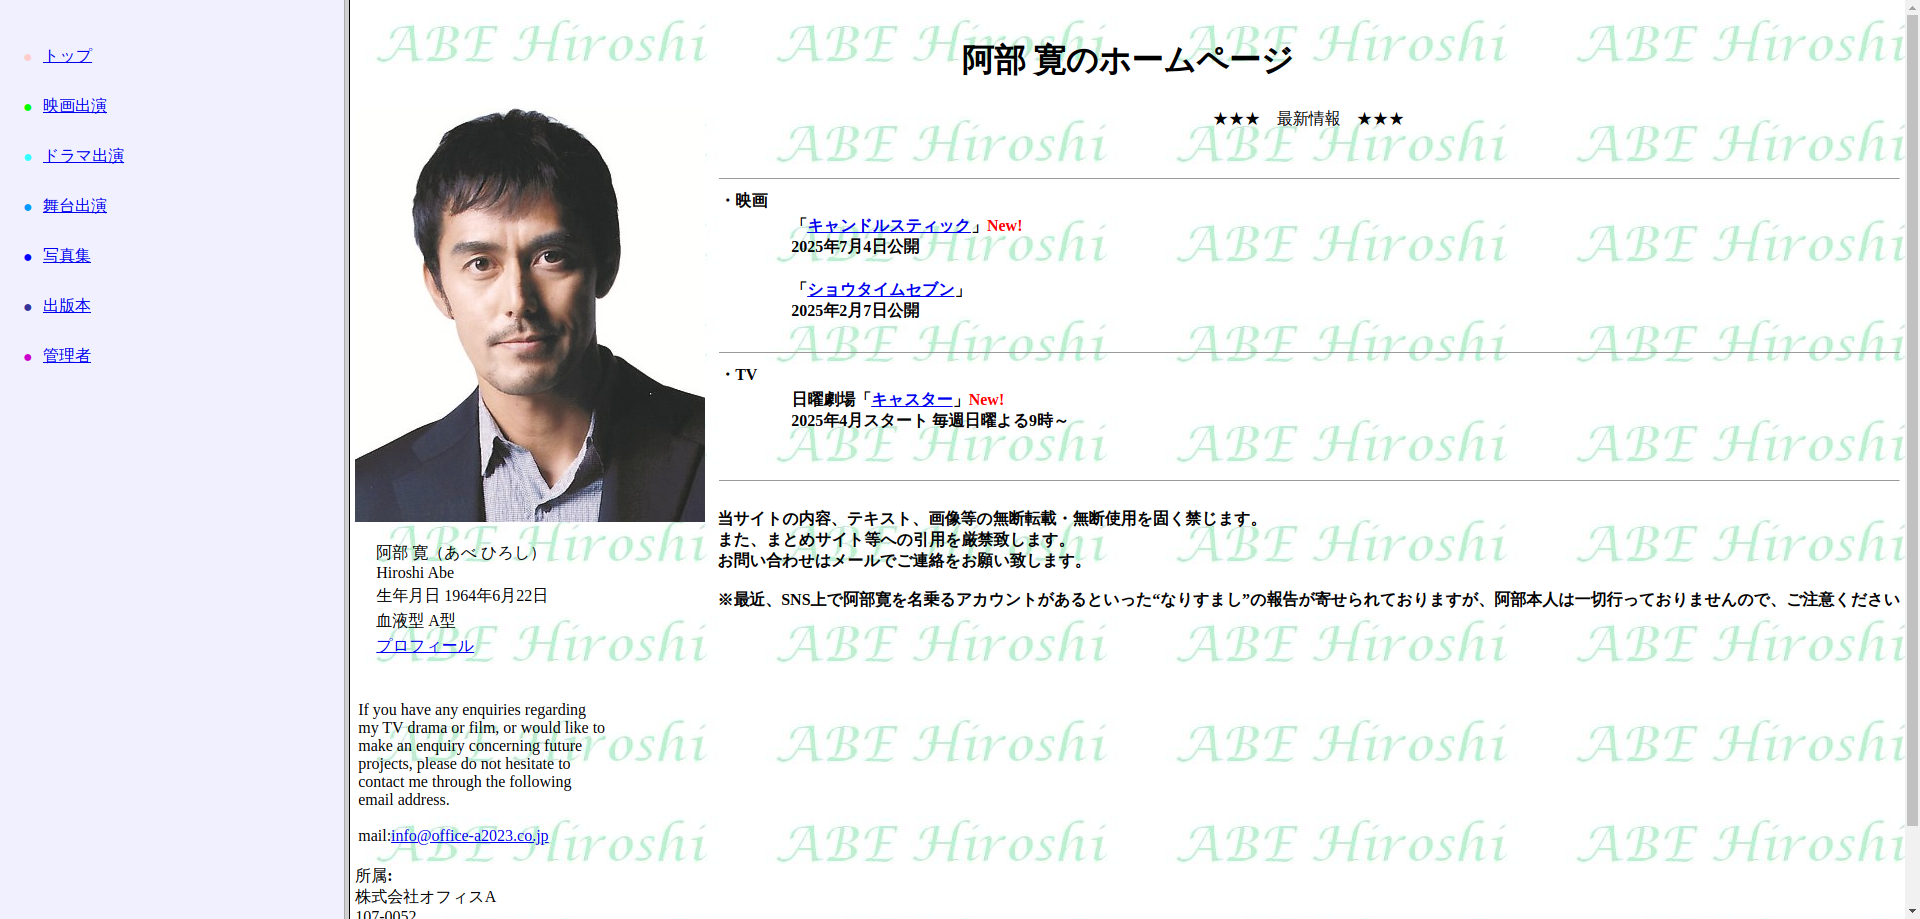 トップ
映画出演
ドラマ出演
舞台出演
写真集
出版本
管理者
阿部 寛のホームページ
★★★　最新情報　★★★
・映画
「キャンドルスティック」New!
2025年7月4日公開
「ショウタイムセブン」
2025年2月7日公開
・TV
日曜劇場「キャスター」New!
2025年4月スタート 毎週日曜よる9時～
当サイトの内容、テキスト、画像等の無断転載・無断使用を固く禁じます。
また、まとめサイト等への引用を厳禁致します。
お問い合わせはメールでご連絡をお願い致します。
※最近、SNS上で阿部寛を名乗るアカウントがあるといった“なりすまし”の報告が寄せられておりますが、阿部本人は一切行っておりませんので、ご注意ください
阿部 寛（あべ ひろし）
Hiroshi Abe
生年月日 1964年6月22日
血液型 A型
プロフィール
If you have any enquiries regarding
my TV drama or film, or would like to
make an enquiry concerning future
projects, please do not hesitate to
contact me through the following
email address.
mail:info@office-a2023.co.jp
所属:
株式会社オフィスA
107-0052
ABE Hiroshi